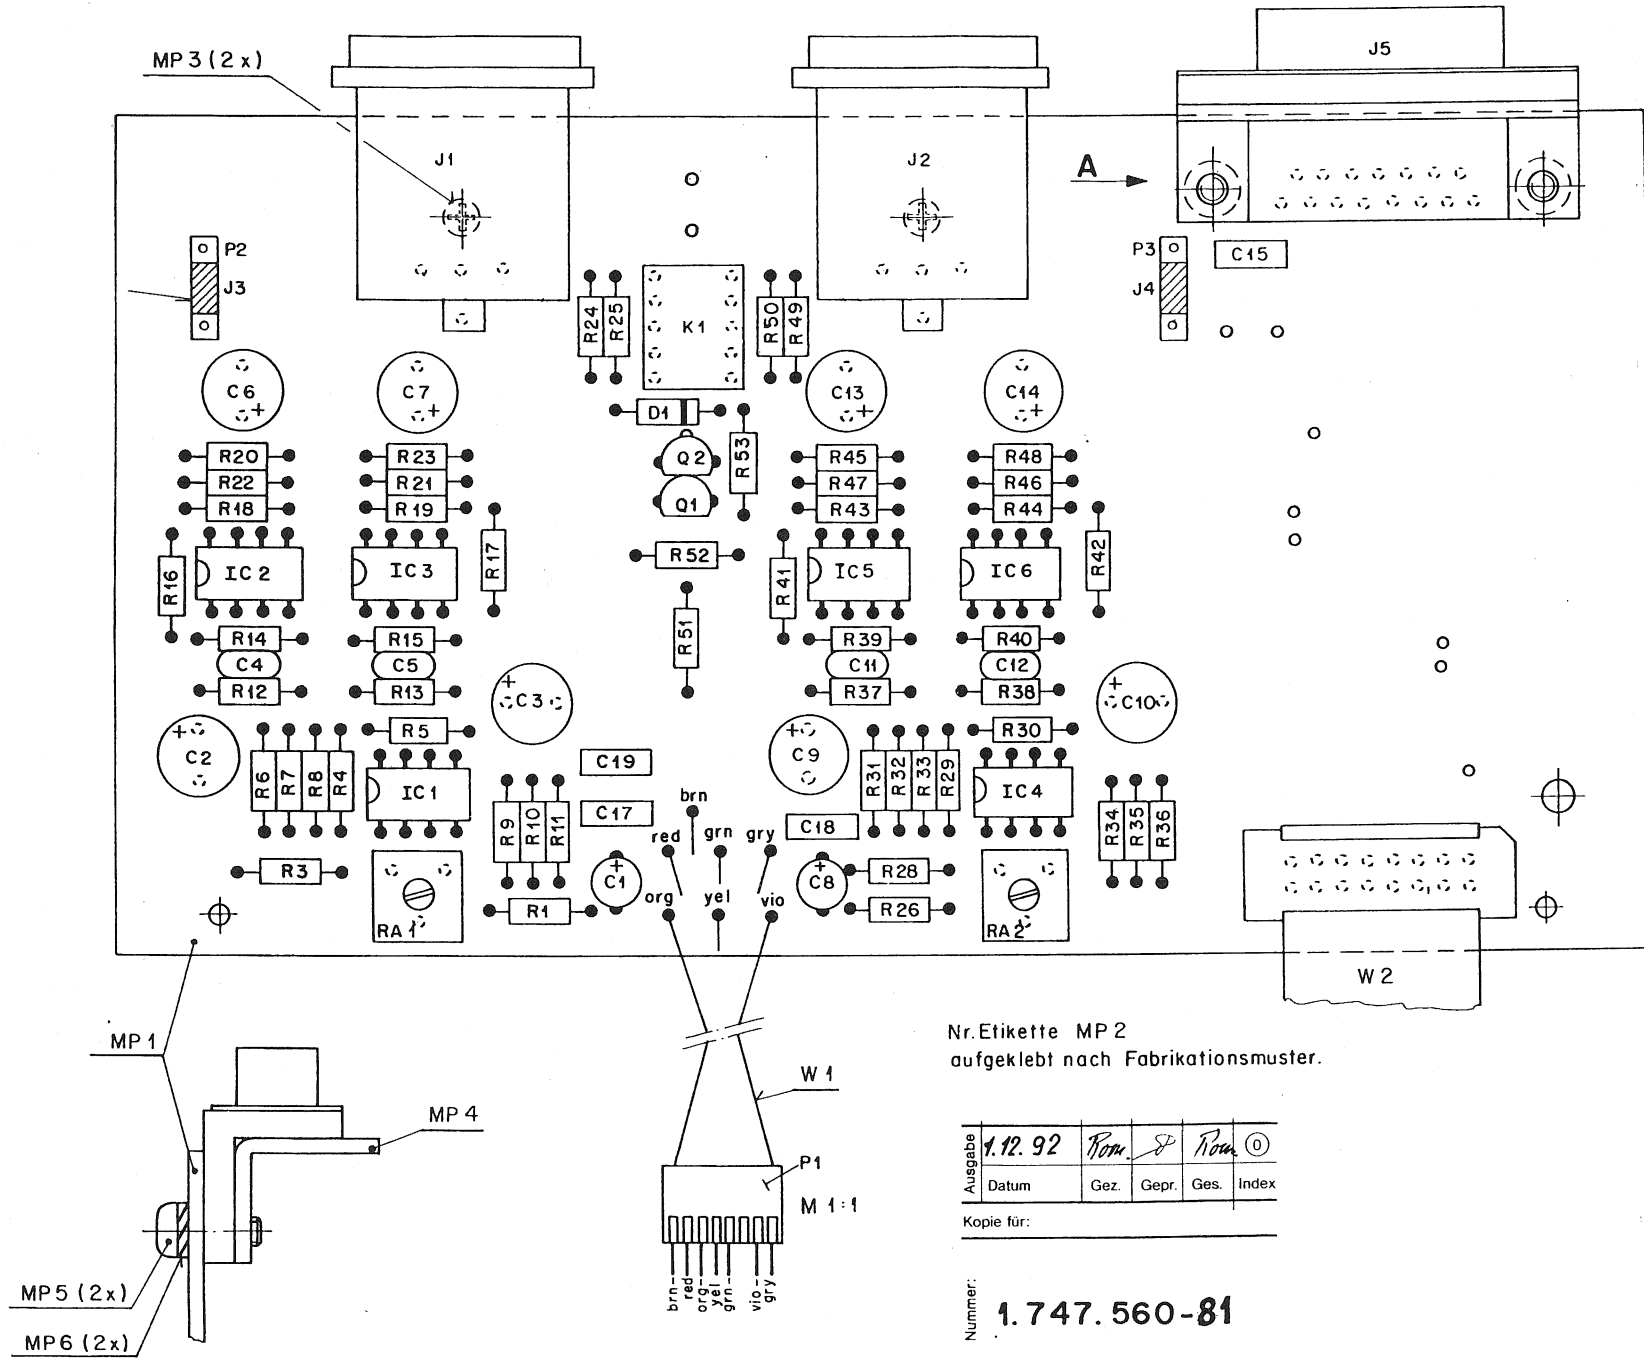 J5
MP 3 (2 x)
J1
J2
A
P2
J3
P3
J4
C15
R24
R25
K1
R50
R49
C6
C7
C13
C14
D1
R53
R20
R23
Q2
R45
R48
R22
R21
R47
R46
R18
R19
Q1
R43
R44
R16
IC 2
IC3
R17
R52
R41
IC5
IC6
R42
R14
R15
R51
R39
R40
C4
C5
C11
C12
R12
R13
R37
R38
+
C3
+
C10
+
C2
R5
+
C9
R30
R6
R7
R8
R4
IC1
C19
R31
R32
R33
R29
IC4
R9
R10
R11
C17
brn
red
grn
gry
C18
R34
R35
R36
R3
+
C1
+
C8
R28
org
yel
vio
RA 1
R1
R26
RA 2
W 2
MP 1
Nr. Etikette MP 2
aufgeklebt nach Fabrikationsmuster.
W 1
MP 4
P1
M 1:1
Ausgabe
1.12.92
0
Datum
Gez.
Gepr.
Ges.
Index
Kopie für:
MP5 (2x)
MP6 (2x)
brn-
red
org-
yel
grn-
vio-
gry
Nummer:
1.747.560-81